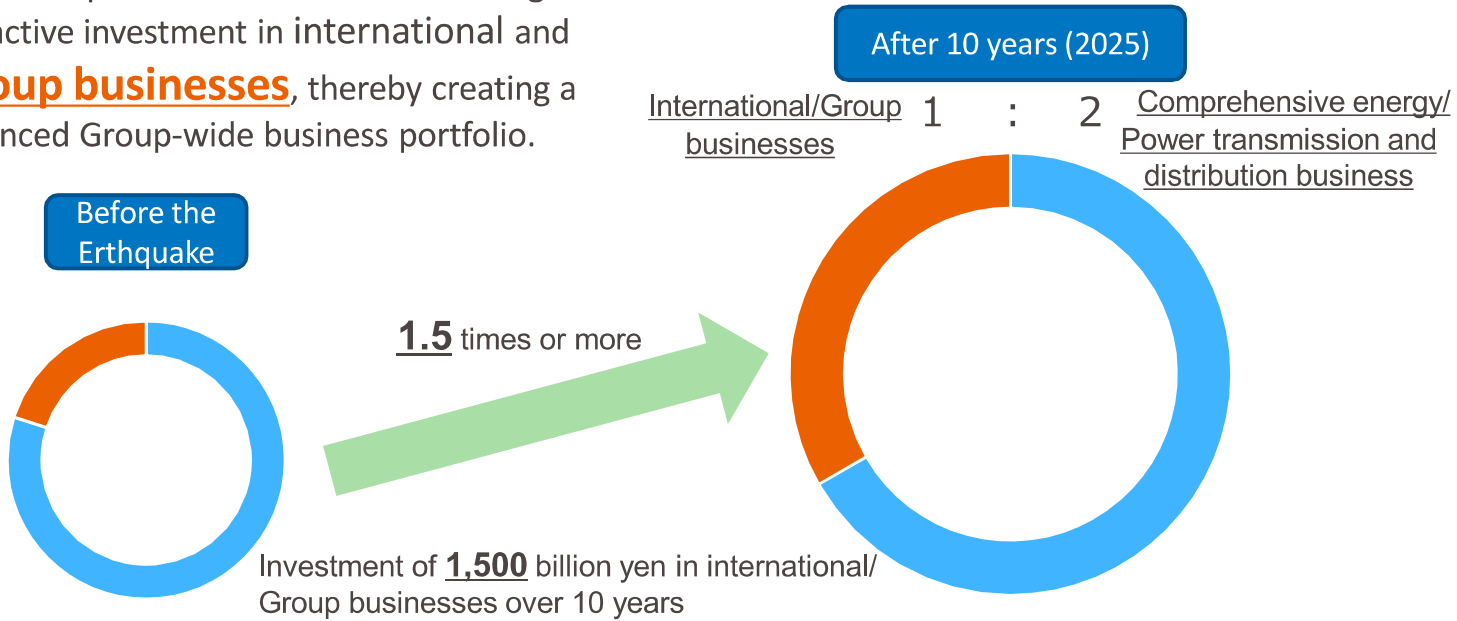 active investment in international and
businesses, thereby creating a
Group-wide business portfolio.
After 10 years (2025)
International/Group
businesses
1 : 2
Comprehensive energy/
Power transmission and
distribution business
Before the
Erthquake
1.5 times or more
Investment of 1,500 billion yen in international/
Group businesses over 10 years